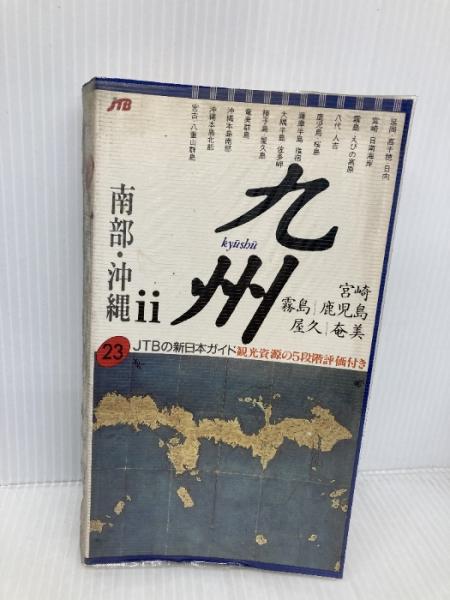 JTB
延岡・高千穂・日向
宮崎・日南海岸
霧島・えびの高原
八代・人吉
鹿児島・桜島
薩摩半島・指宿
大隅半島・佐多岬
種子島・屋久島
奄美群島
沖縄本島南部
沖縄本島北部
宮古・八重山群島
九州
kyūshū
南部・沖縄
ii
宮崎
霧島|鹿児島
屋久|奄美
23
JTBの新日本ガイド
観光資源の5段階評価付き